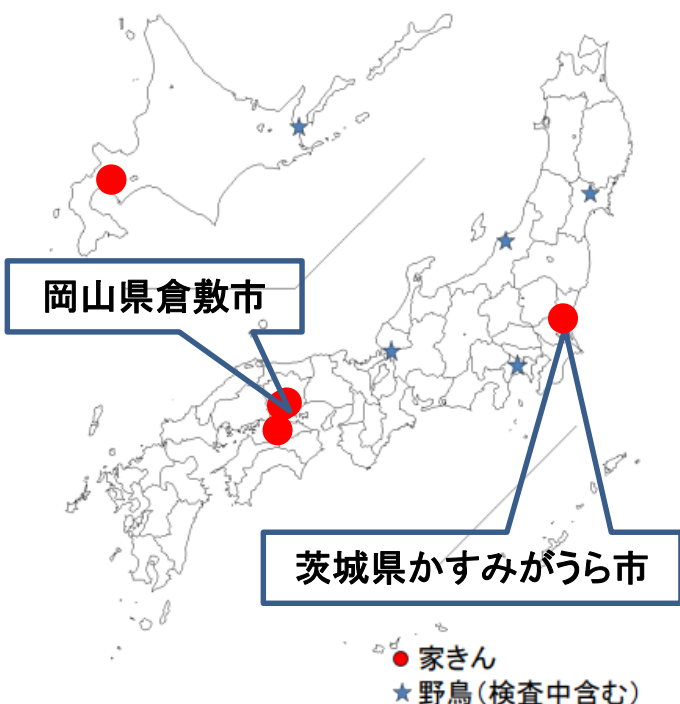 岡山県倉敷市
茨城県かすみがうら市
家きん
野鳥(検査中含む)